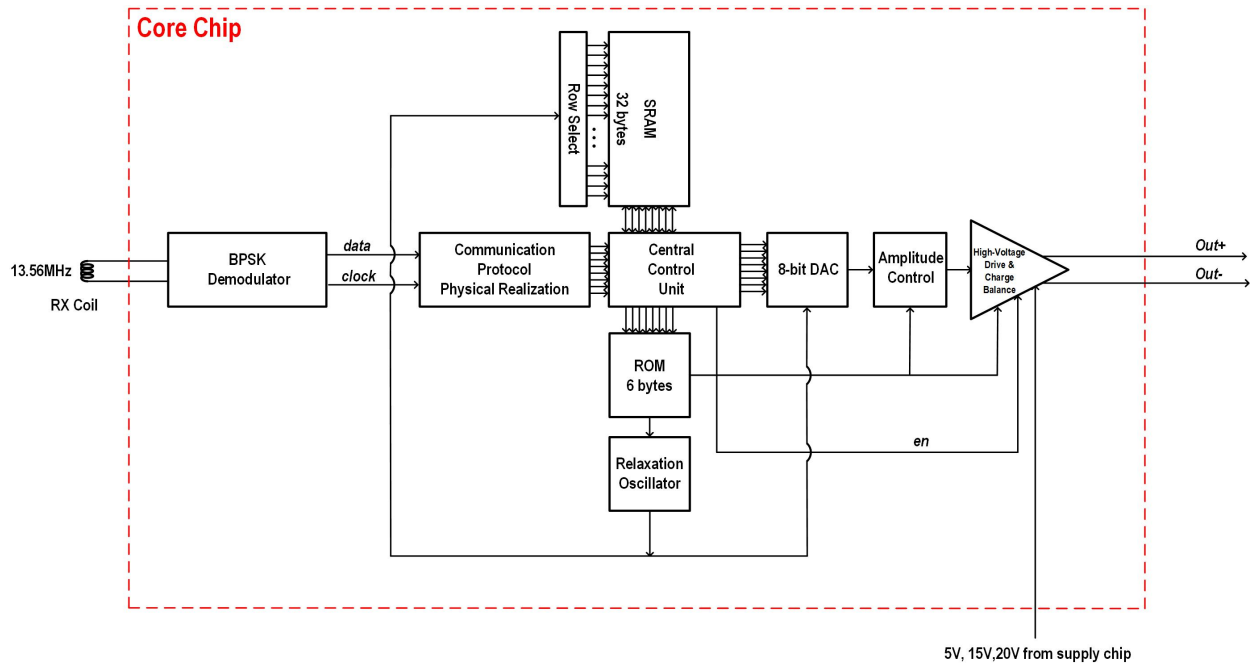 Core Chip
Row Select
32 bytes
SRAM
...
13.56MHz
RX Coil
BPSK
Demodulator
data
clock
Communication
Protocol
Physical Realization
Central
Control
Unit
8-bit DAC
Amplitude
Control
High-Voltage
Drive &
Charge
Balance
Out+
Out-
ROM
6 bytes
en
Relaxation
Oscillator
5V, 15V,20V from supply chip